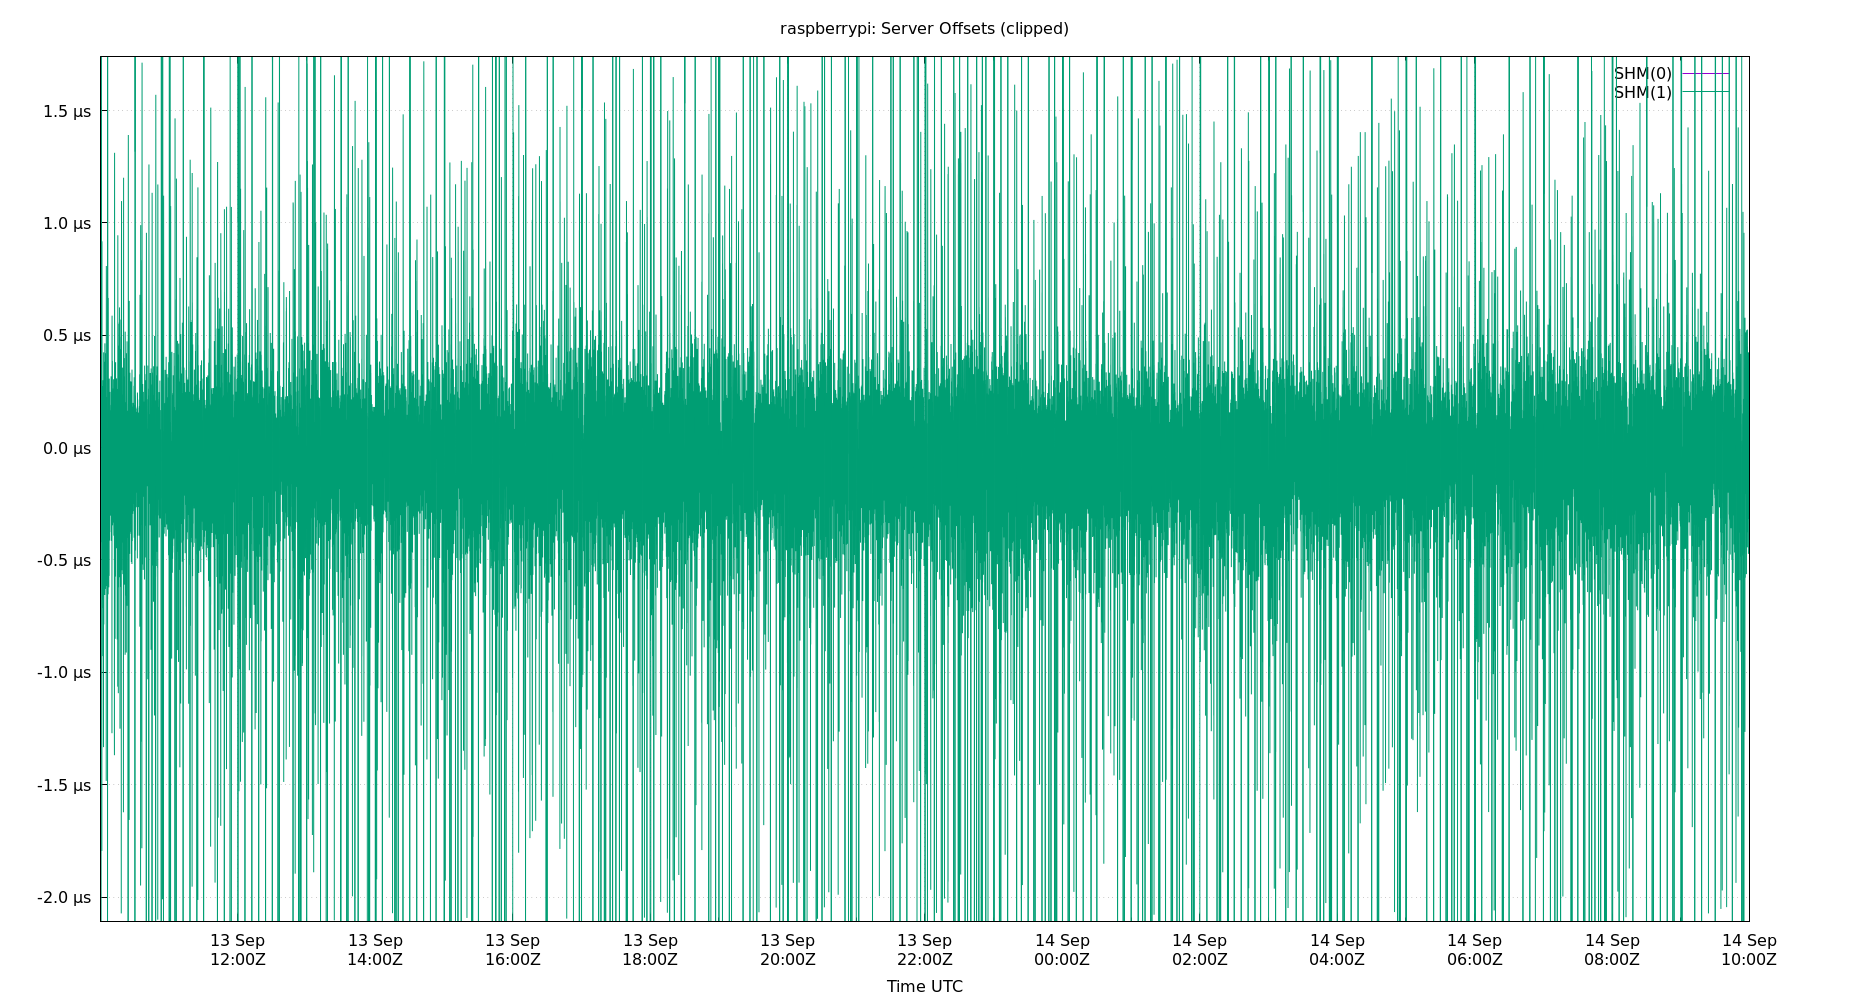 raspberrypi: Server Offsets (clipped)
SHM(0)
SHM(1)
1.5 µs
1.0 µs
0.5 µs
0.0 µs
-0.5 µs
-1.0 µs
-1.5 µs
-2.0 µs
13 Sep 13 Sep 13 Sep 13 Sep 13 Sep 13 Sep 14 Sep 14 Sep 14 Sep 14 Sep 14 Sep 14 Sep
12:00Z 14:00Z 16:00Z 18:00Z 20:00Z 22:00Z 00:00Z 02:00Z 04:00Z 06:00Z 08:00Z 10:00Z
Time UTC